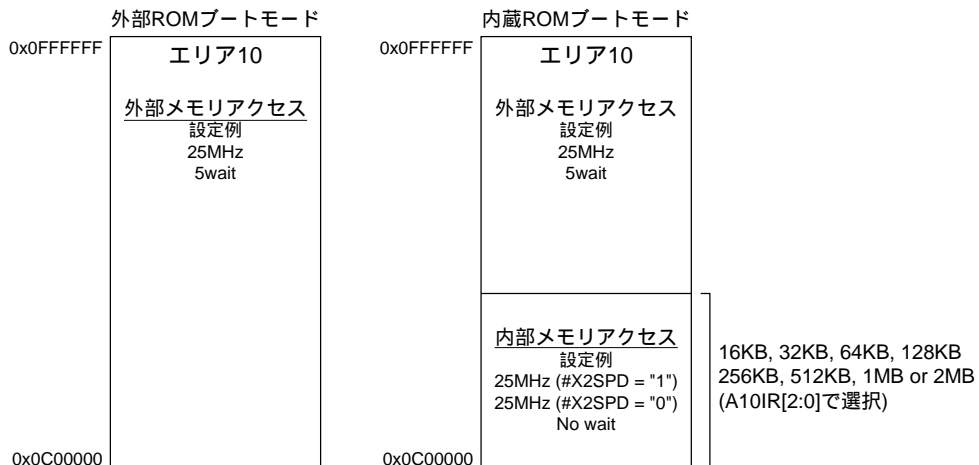 外部ROMブートモード
0x0FFFFFF
エリア10
外部メモリアクセス
設定例
25MHz
5wait
0x0C00000
内蔵ROMブートモード
0x0FFFFFF
エリア10
外部メモリアクセス
設定例
25MHz
5wait
内部メモリアクセス
設定例
25MHz (#X2SPD = "1")
25MHz (#X2SPD = "0")
No wait
0x0C00000
16KB, 32KB, 64KB, 128KB
256KB, 512KB, 1MB or 2MB
(A10IR[2:0]で選択)